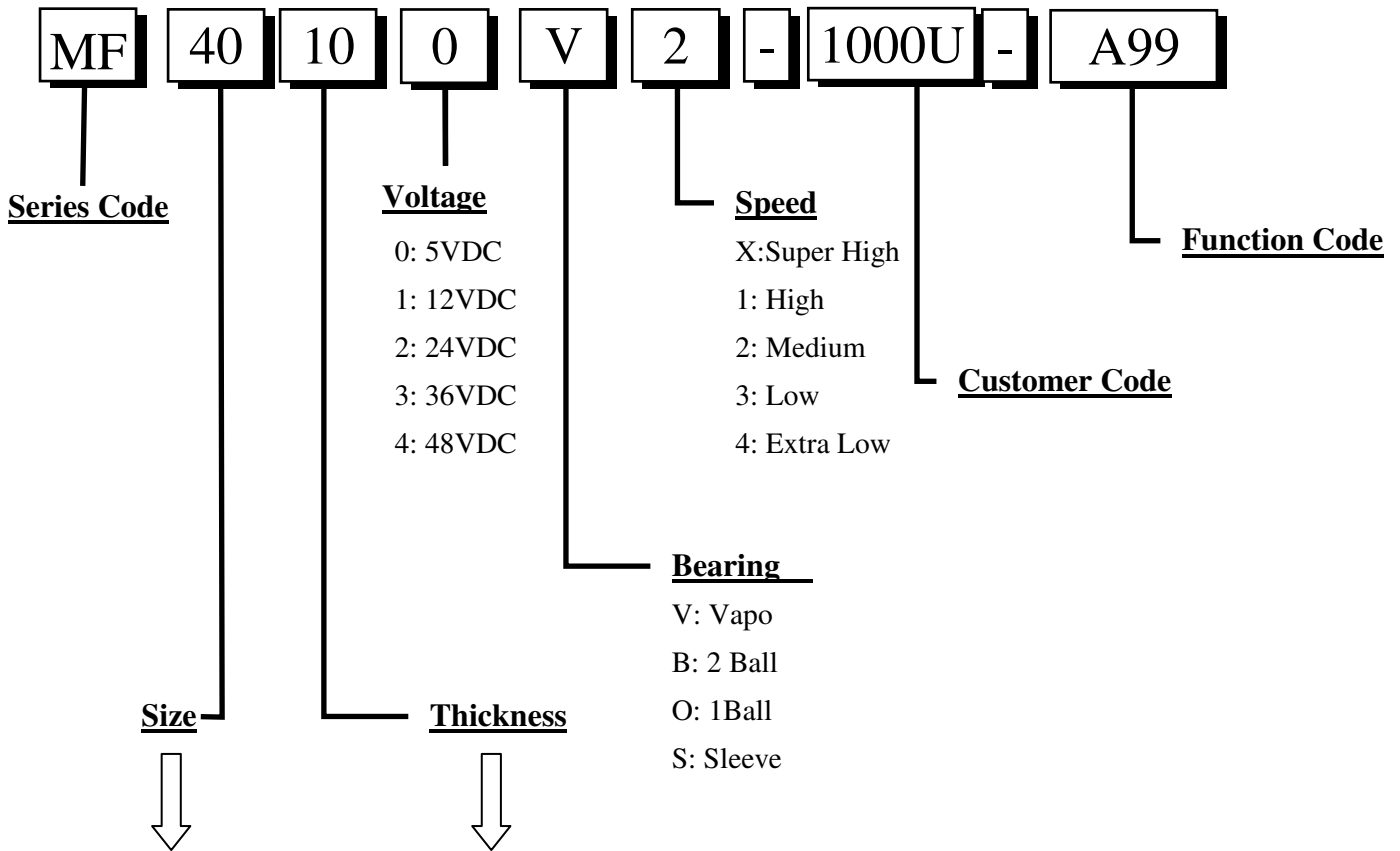 MF 40 10 0 V 2 - 1000U - A99
Series Code
Voltage
0: 5VDC
1: 12VDC
2: 24VDC
3: 36VDC
4: 48VDC
Speed
X:Super High
1: High
2: Medium
3: Low
4: Extra Low
Function Code
Customer Code
Bearing
V: Vapo
B: 2 Ball
O: 1Ball
S: Sleeve
Size
Thickness